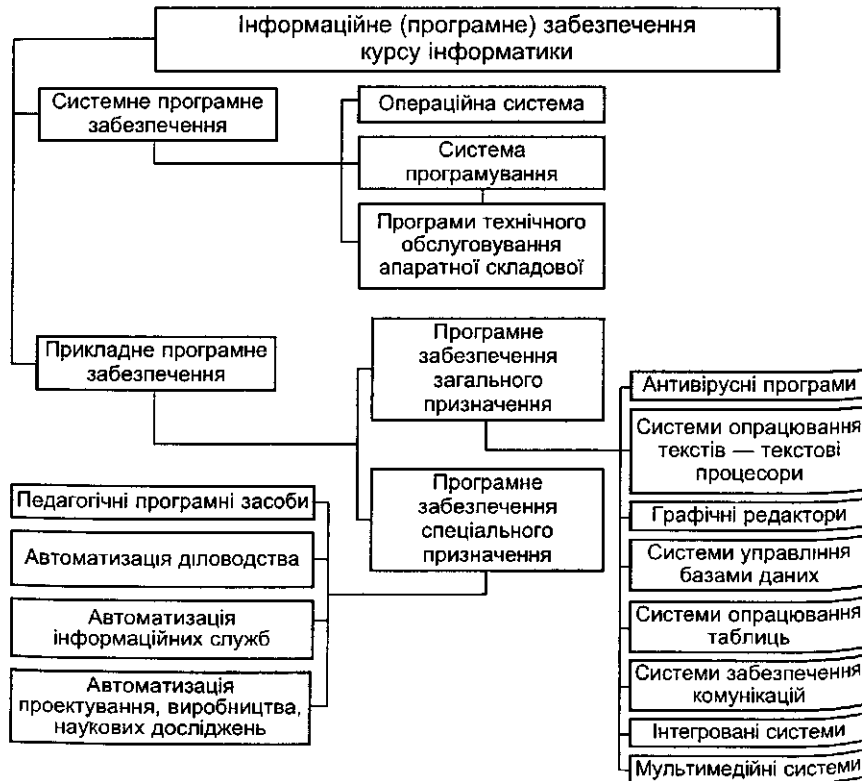 Інформаційне (програмне) забезпечення
курсу інформатики
Системне програмне
забезпечення
Операційна система
Система
програмування
Програми технічного
обслуговування
апаратної складової
Прикладне програмне
забезпечення
Програмне
забезпечення
загального
призначення
Антивірусні програми
Системи опрацювання
текстів — текстові
процесори
Графічні редактори
Системи управління
базами даних
Системи опрацювання
таблиць
Системи забезпечення
комунікацій
Інтегровані системи
Мультимедійні системи
Програмне
забезпечення
спеціального
призначення
Педагогічні програмні засоби
Автоматизація діловодства
Автоматизація
інформаційних служб
Автоматизація
проектування, виробництва,
наукових досліджень